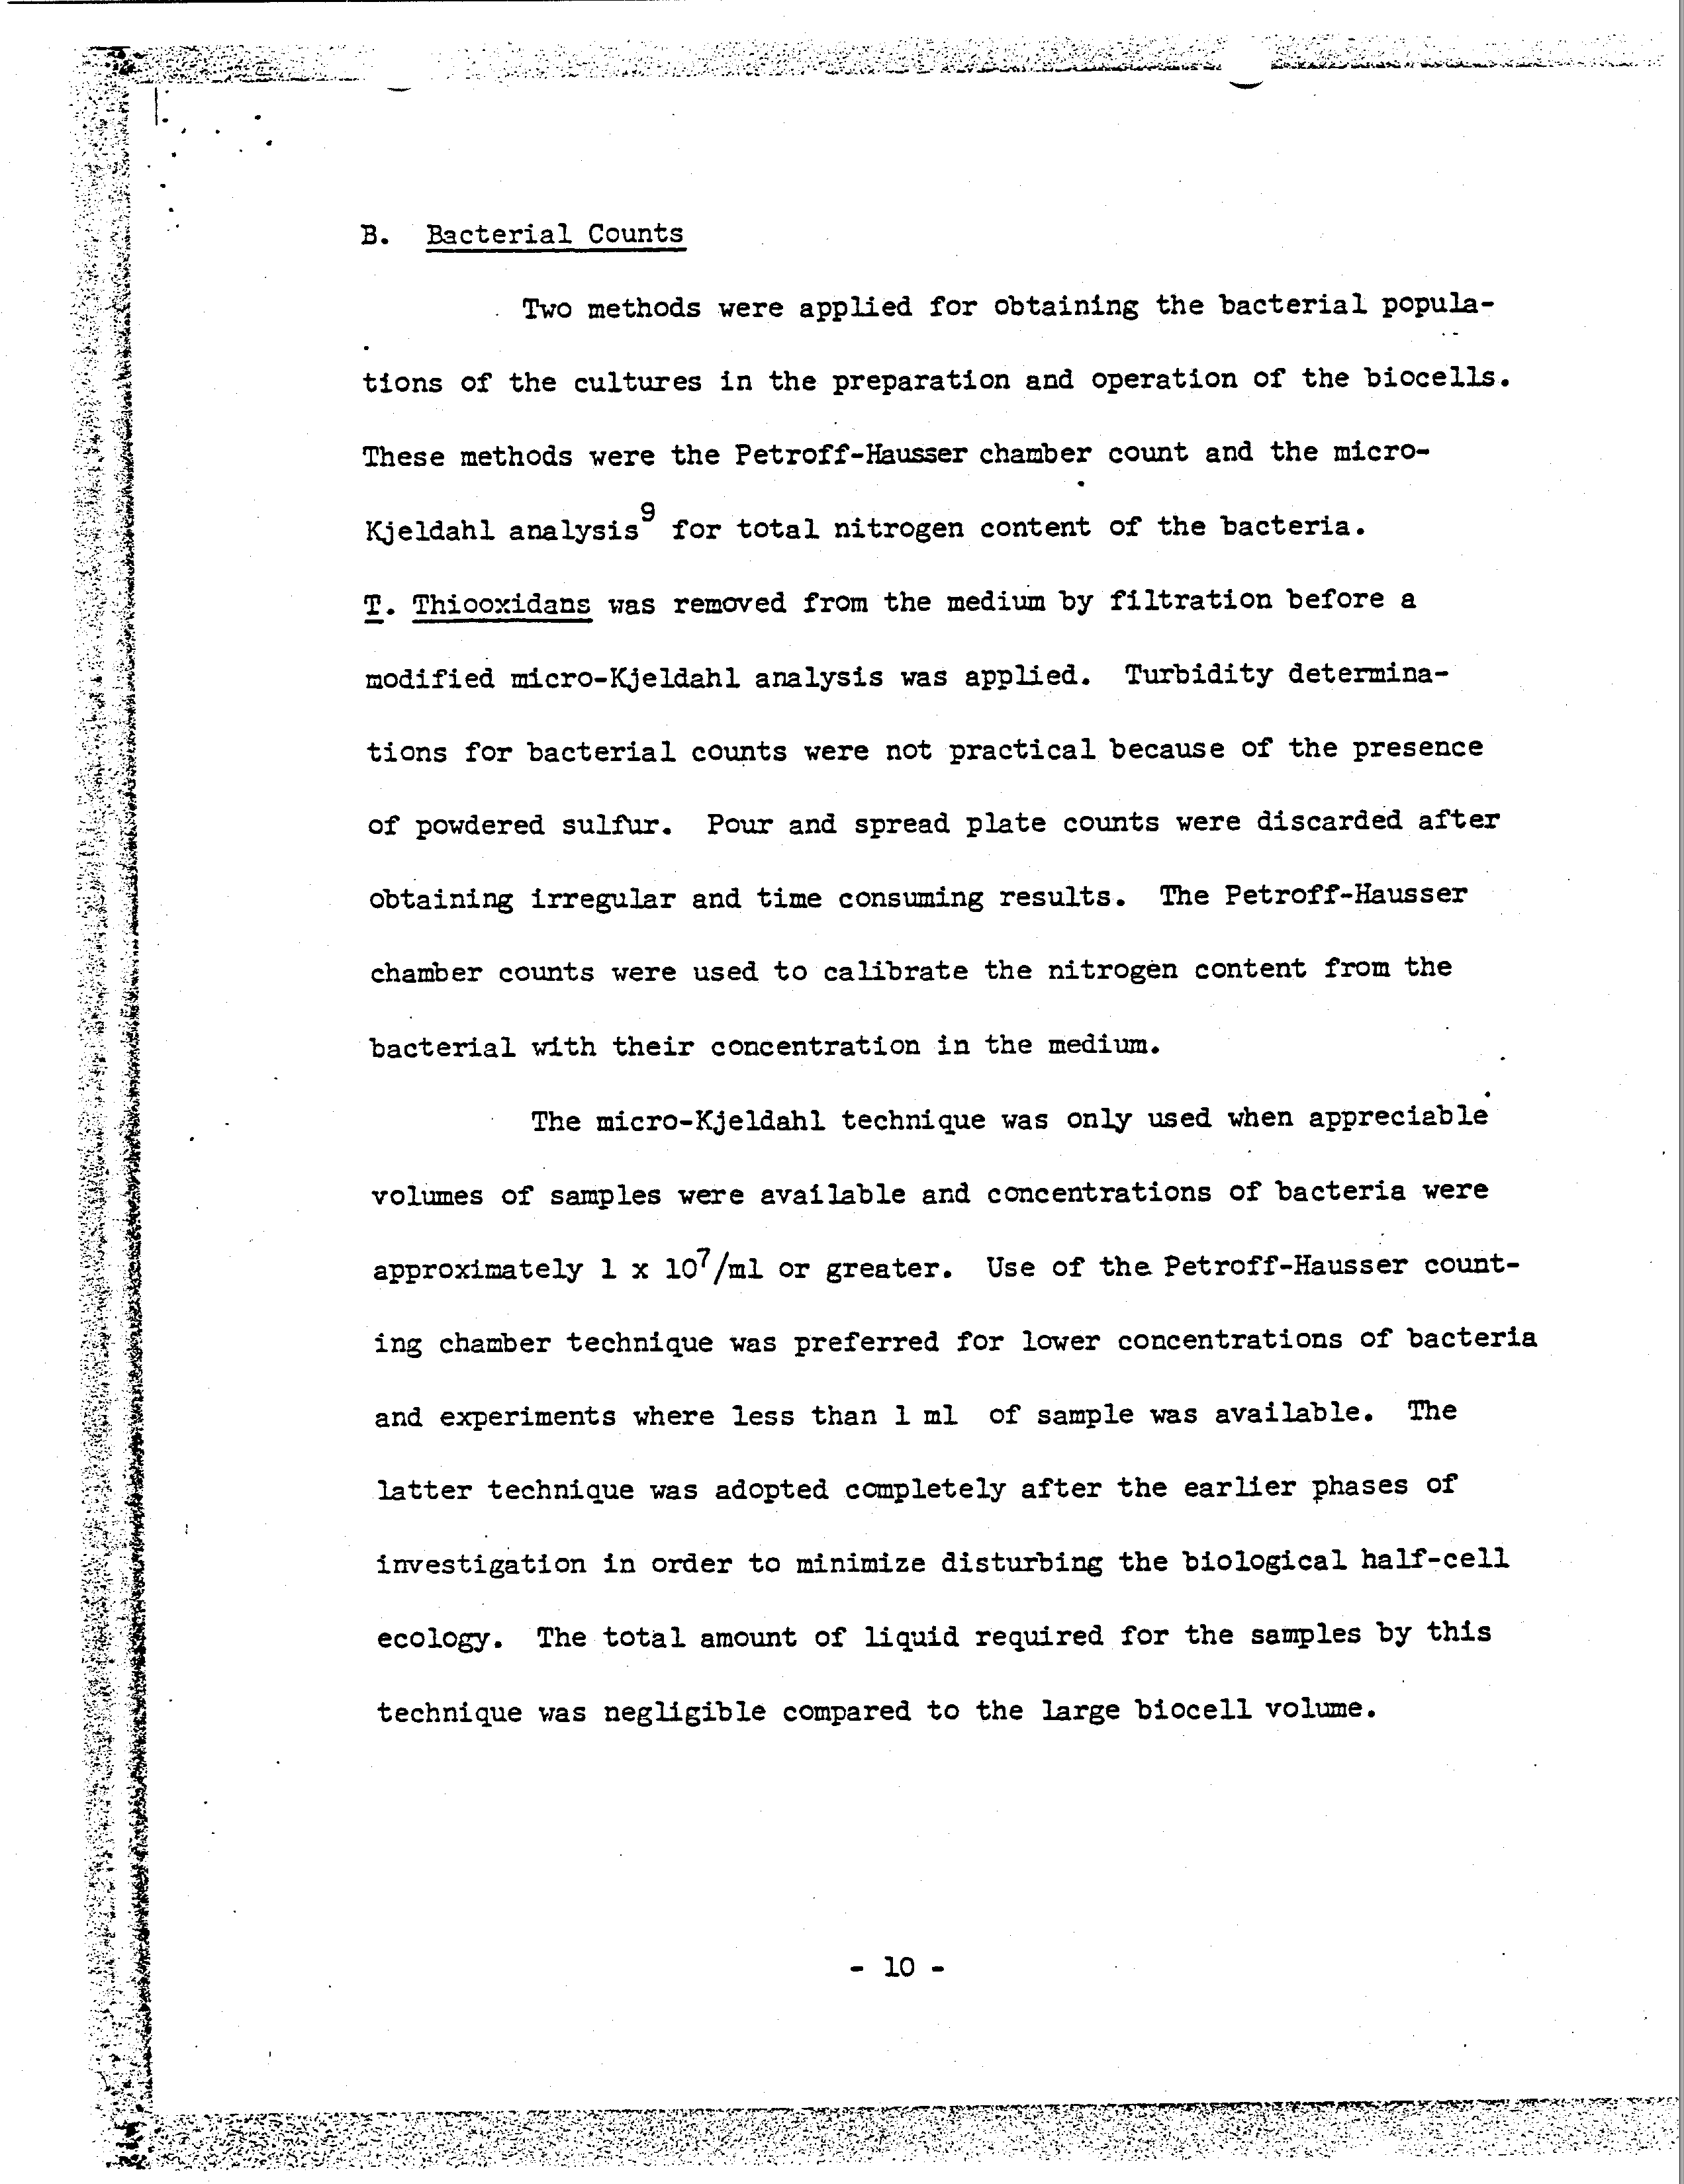 B. Bacterial Counts
Two methods were applied for obtaining the bacterial popula-
tions of the cultures in the preparation and operation of the biocells.
These methods were the Petroff-Hausser chamber count and the micro-
Kjeldahl analysis⁹ for total nitrogen content of the bacteria.
T. Thiooxidans was removed from the medium by filtration before a
modified micro-Kjeldahl analysis was applied. Turbidity determina-
tions for bacterial counts were not practical because of the presence
of powdered sulfur. Pour and spread plate counts were discarded after
obtaining irregular and time consuming results. The Petroff-Hausser
chamber counts were used to calibrate the nitrogen content from the
bacterial with their concentration in the medium.
The micro-Kjeldahl technique was only used when appreciable
volumes of samples were available and concentrations of bacteria were
approximately 1 x 10⁷/ml or greater. Use of the Petroff-Hausser count-
ing chamber technique was preferred for lower concentrations of bacteria
and experiments where less than 1 ml of sample was available. The
latter technique was adopted completely after the earlier phases of
investigation in order to minimize disturbing the biological half-cell
ecology. The total amount of liquid required for the samples by this
technique was negligible compared to the large biocell volume.
- 10 -